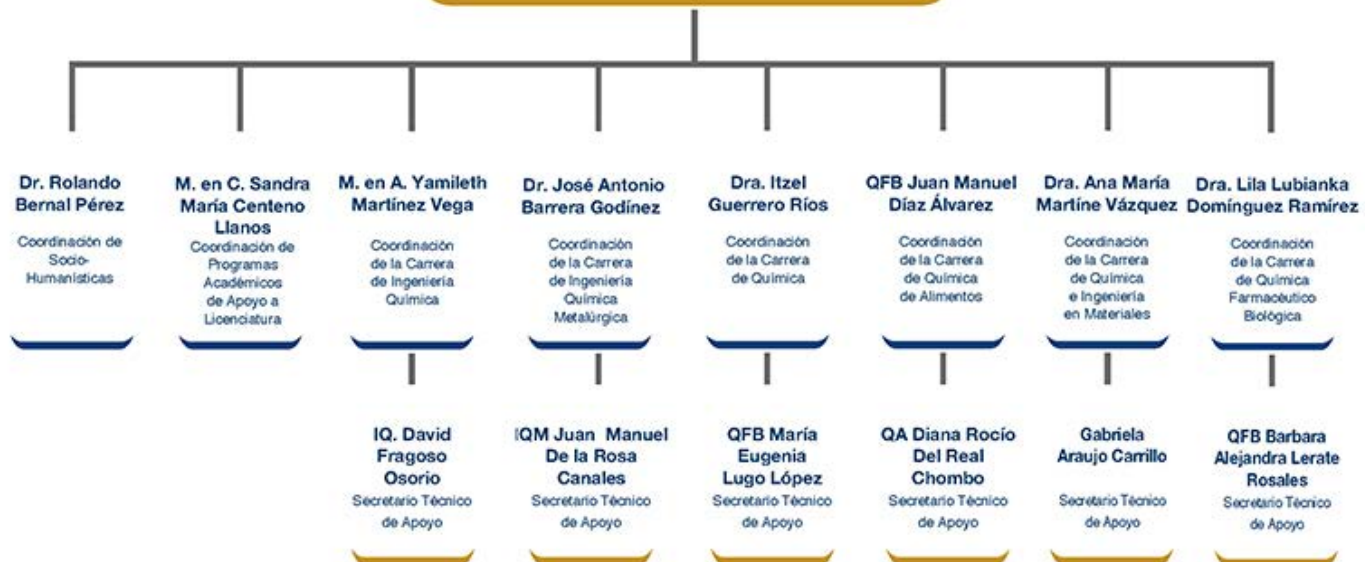 Dr. Rolando
Bernal Pérez
Coordinación de
Socio-
Humanísticas
M. en C. Sandra
María Centeno
Llanos
Coordinación de
Programas
Académicos
de Apoyo a
Licenciatura
M. en A. Yamileth
Martínez Vega
Coordinación
de la Carrera
de Ingeniería
Química
Dr. José Antonio
Barrera Godínez
Coordinación
de la Carrera
de Ingeniería
Química
Metalúrgica
Dra. Itzel
Guerrero Ríos
Coordinación
de la Carrera
de Química
QFB Juan Manuel
Díaz Álvarez
Coordinación
de la Carrera
de Química
de Alimentos
Dra. Ana María
Martíne Vázquez
Coordinación
de la Carrera
de Química
e Ingeniería
en Materiales
Dra. Lila Lubianka
Domínguez Ramírez
Coordinación
de la Carrera
de Química
Farmacéutico
Biológica
IQ. David
Fragoso
Osorio
Secretario Técnico
de Apoyo
IQM Juan Manuel
De la Rosa
Canales
Secretario Técnico
de Apoyo
QFB María
Eugenia
Lugo López
Secretario Técnico
de Apoyo
QA Diana Rocío
Del Real
Chombo
Secretario Técnico
de Apoyo
Gabriela
Araujo Carrillo
Secretario Técnico
de Apoyo
QFB Barbara
Alejandra Lerate
Rosales
Secretario Técnico
de Apoyo